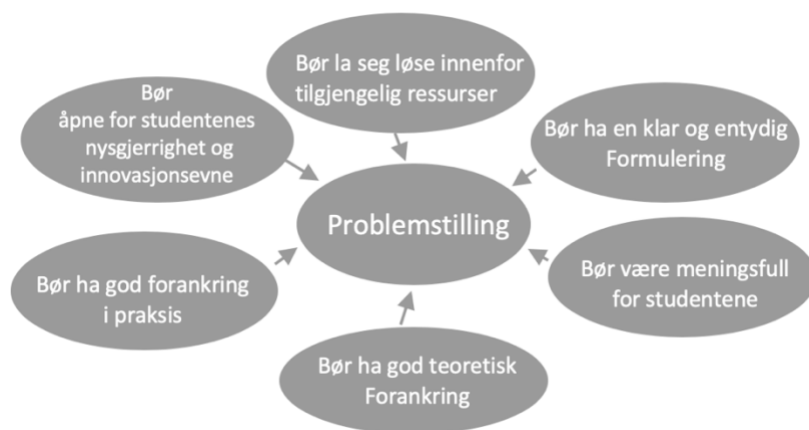 Bør la seg løse innenfor
tilgjengelig ressurser
Bør
åpne for studentenes
nysgjerrighet og
innovasjonsevne
Bør ha en klar og entydig
Formulering
Problemstilling
Bør ha god forankring
i praksis
Bør være meningsfull
for studentene
Bør ha god teoretisk
Forankring